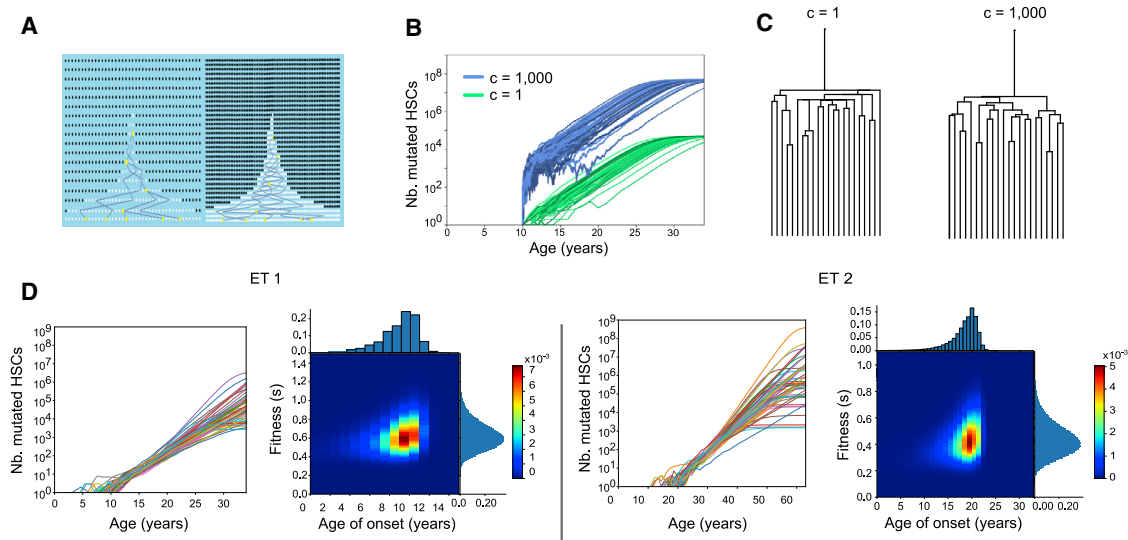 A
B
C
c = 1
c = 1,000
Nb. mutated HSCs
10^8
10^6
10^4
10^2
10^0
c = 1,000
c = 1
0 5 10 15 20 25 30
Age (years)
D
ET 1
ET 2
Nb. mutated HSCs
10^9
10^8
10^7
10^6
10^5
10^4
10^3
10^2
10^1
10^0
0 5 10 15 20 25 30
Age (years)
0.2
0.1
0.0
Fitness (s)
1.4
1.2
1.0
0.8
0.6
0.4
0.2
0.0
0 2 4 6 8 10 12 14
Age of onset (years)
0.00 0.20
x10^-3
7
6
5
4
3
2
1
0
Nb. mutated HSCs
10^9
10^8
10^7
10^6
10^5
10^4
10^3
10^2
10^1
10^0
0 10 20 30 40 50 60
Age (years)
0.15
0.10
0.05
0.00
Fitness (s)
1.0
0.8
0.6
0.4
0.2
0.0
0 5 10 15 20 25 30
Age of onset (years)
0.00 0.20
x10^-3
5
4
3
2
1
0